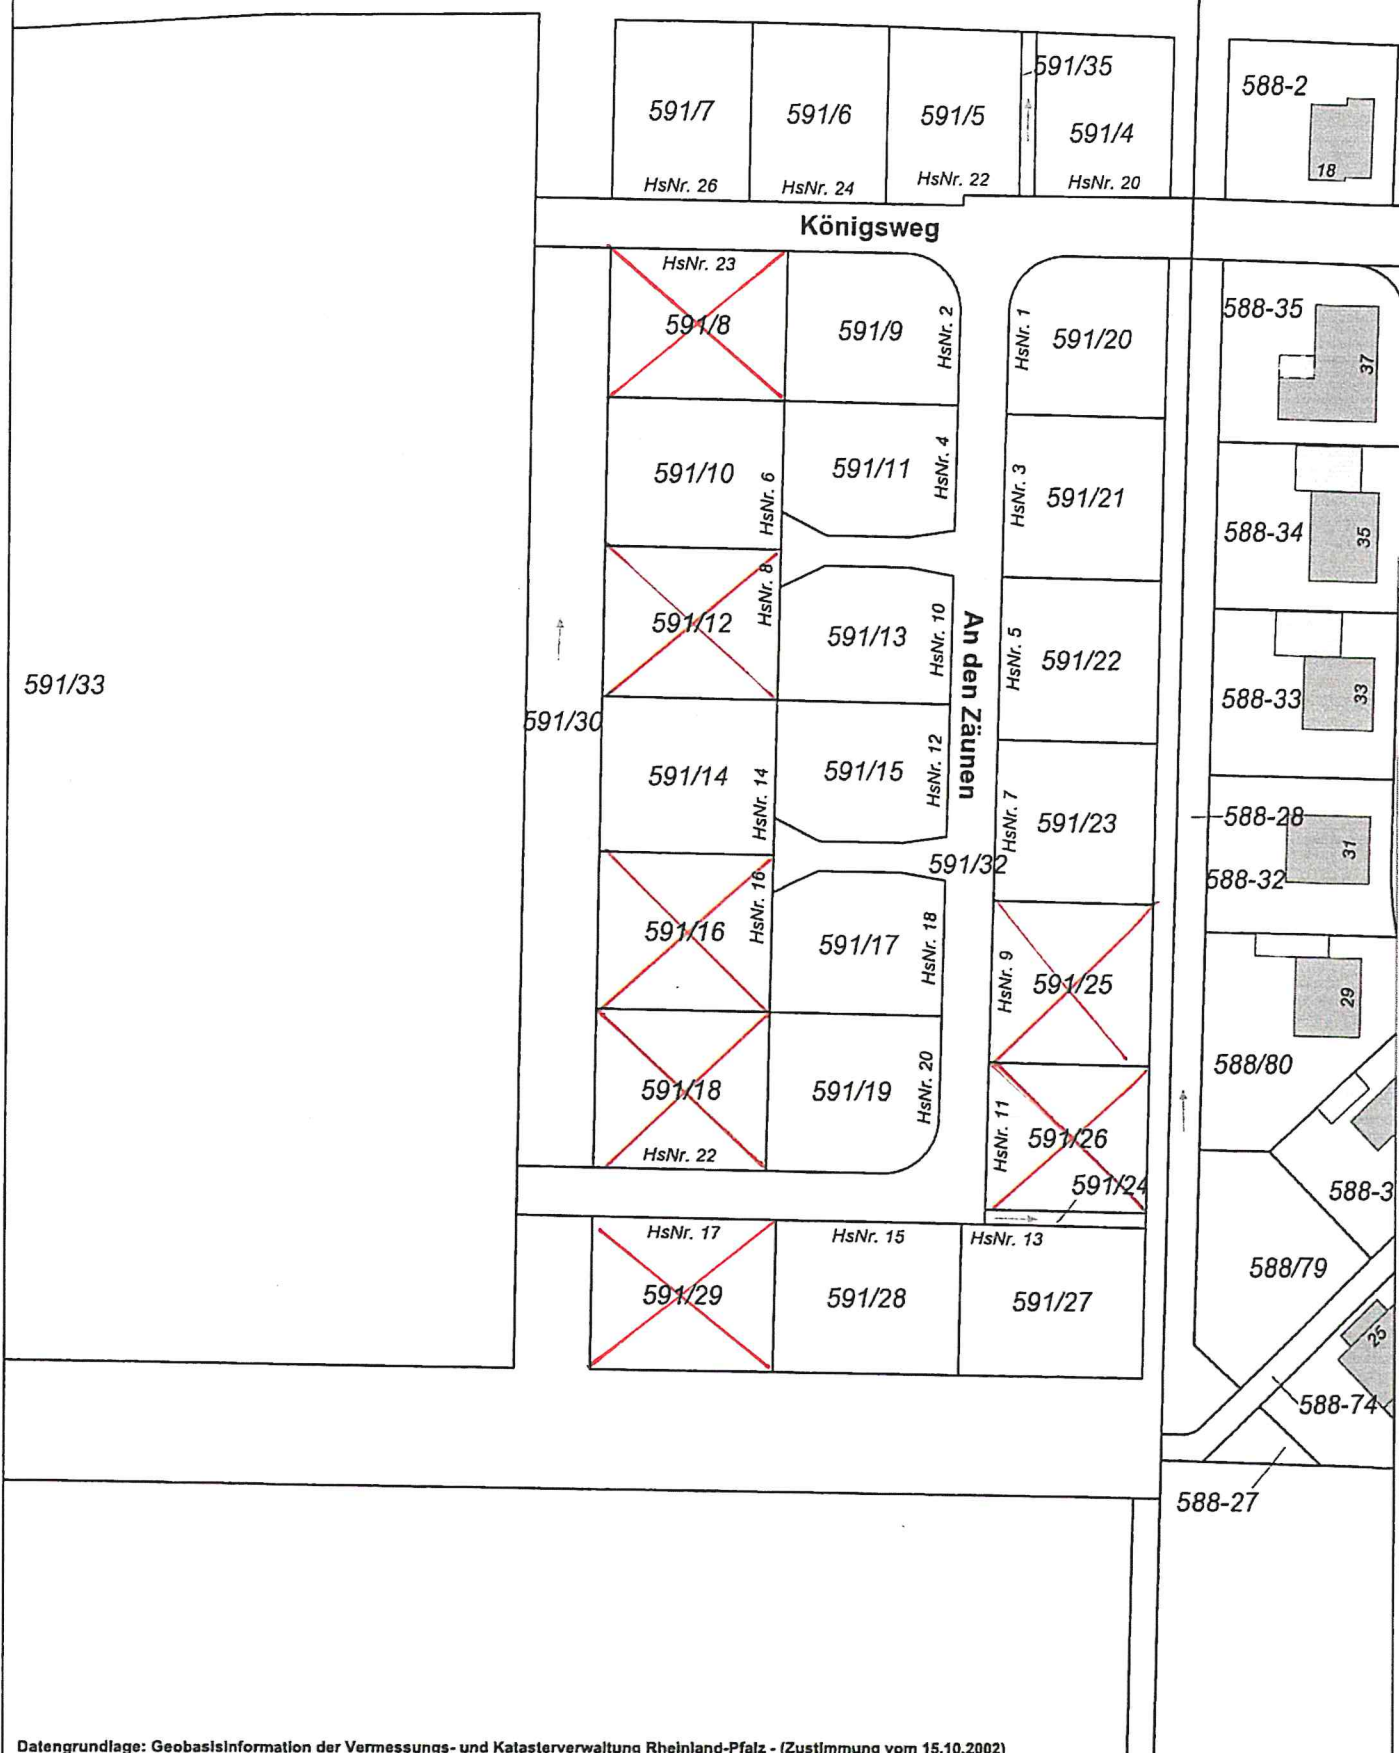 591/35
588-2
591/7
591/6
591/5
591/4
18
HsNr. 26
HsNr. 24
HsNr. 22
HsNr. 20
Königsweg
HsNr. 23
591/8
591/9
HsNr. 2
HsNr. 1
591/20
588-35
37
591/10
HsNr. 6
591/11
HsNr. 4
HsNr. 3
591/21
588-34
35
591/12
HsNr. 8
591/13
HsNr. 10
An den Zäunen
HsNr. 5
591/22
588-33
33
591/33
591/30
591/14
HsNr. 14
591/15
HsNr. 12
HsNr. 7
591/23
588-28
31
591/32
588-32
591/16
HsNr. 16
591/17
HsNr. 18
HsNr. 9
591/25
29
588/80
591/18
HsNr. 22
591/19
HsNr. 20
HsNr. 11
591/26
591/24
588-3
HsNr. 17
HsNr. 15
HsNr. 13
591/29
591/28
591/27
588/79
25
588-74
588-27
Datengrundlage: Geobasisinformation der Vermessungs- und Katasterverwaltung Rheinland-Pfalz - (Zustimmung vom 15.10.2002)